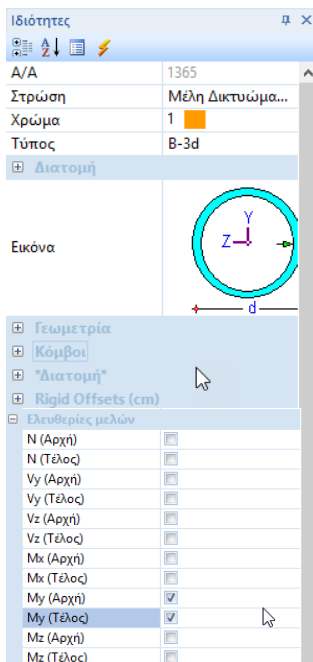 Ιδιότητες
A/A 1365
Στρώση Μέλη Δικτυώμα...
Χρώμα 1
Τύπος B-3d
Διατομή
Εικόνα
Y
Z
d
Γεωμετρία
Κόμβοι
"Διατομή"
Rigid Offsets (cm)
Ελευθερίες μελών
N (Αρχή)
N (Τέλος)
Vy (Αρχή)
Vy (Τέλος)
Vz (Αρχή)
Vz (Τέλος)
Mx (Αρχή)
Mx (Τέλος)
My (Αρχή)
My (Τέλος)
Mz (Αρχή)
Mz (Τέλος)